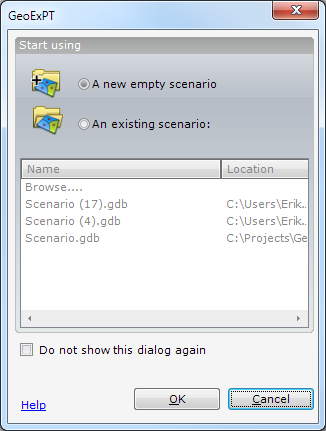 GeoExPT
Start using
A new empty scenario
An existing scenario:
Name Location
Browse....
Scenario (17).gdb C:\Users\Erik...
Scenario (4).gdb C:\Users\Erik...
Scenario.gdb C:\Projects\Ge
Do not show this dialog again
Help OK Cancel